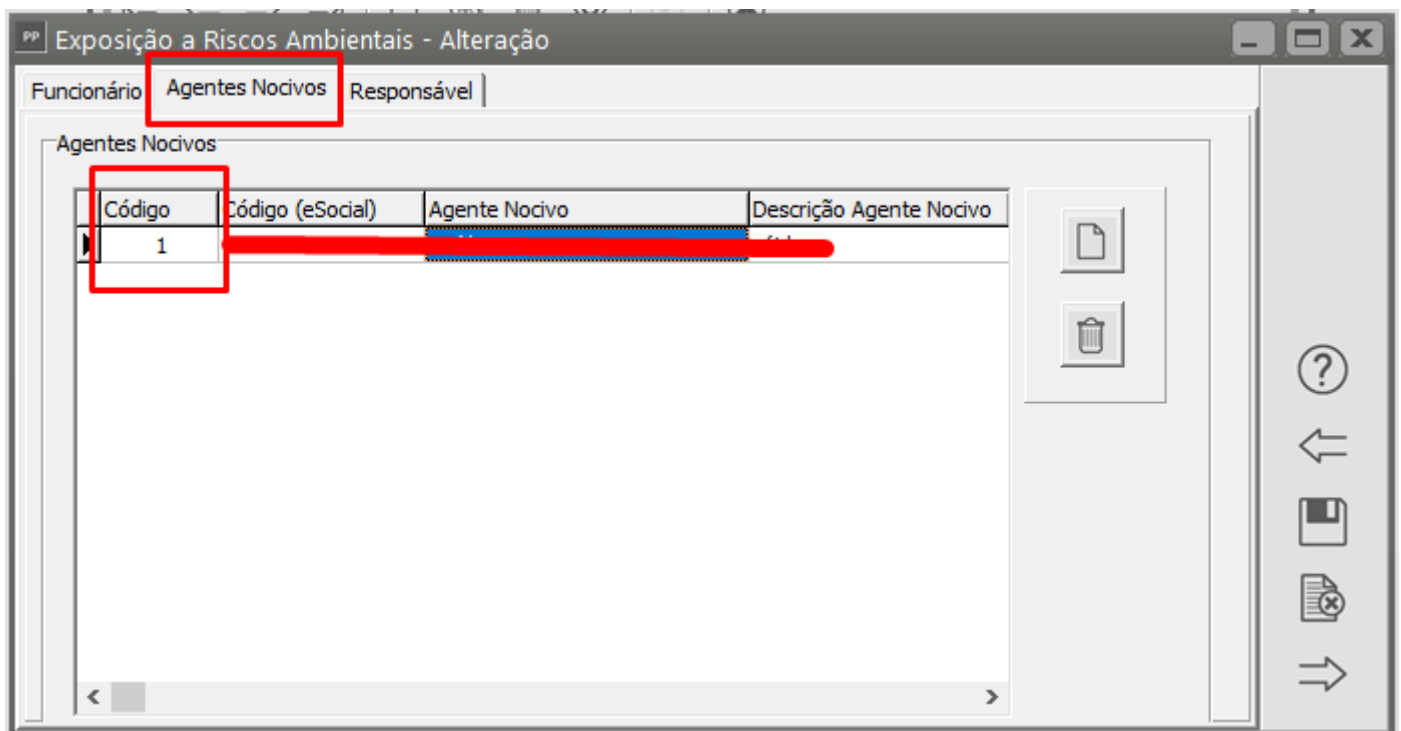 PP Exposição a Riscos Ambientais - Alteração
Funcionário Agentes Nocivos Responsável
Agentes Nocivos
Código Código (eSocial) Agente Nocivo Descrição Agente Nocivo
1